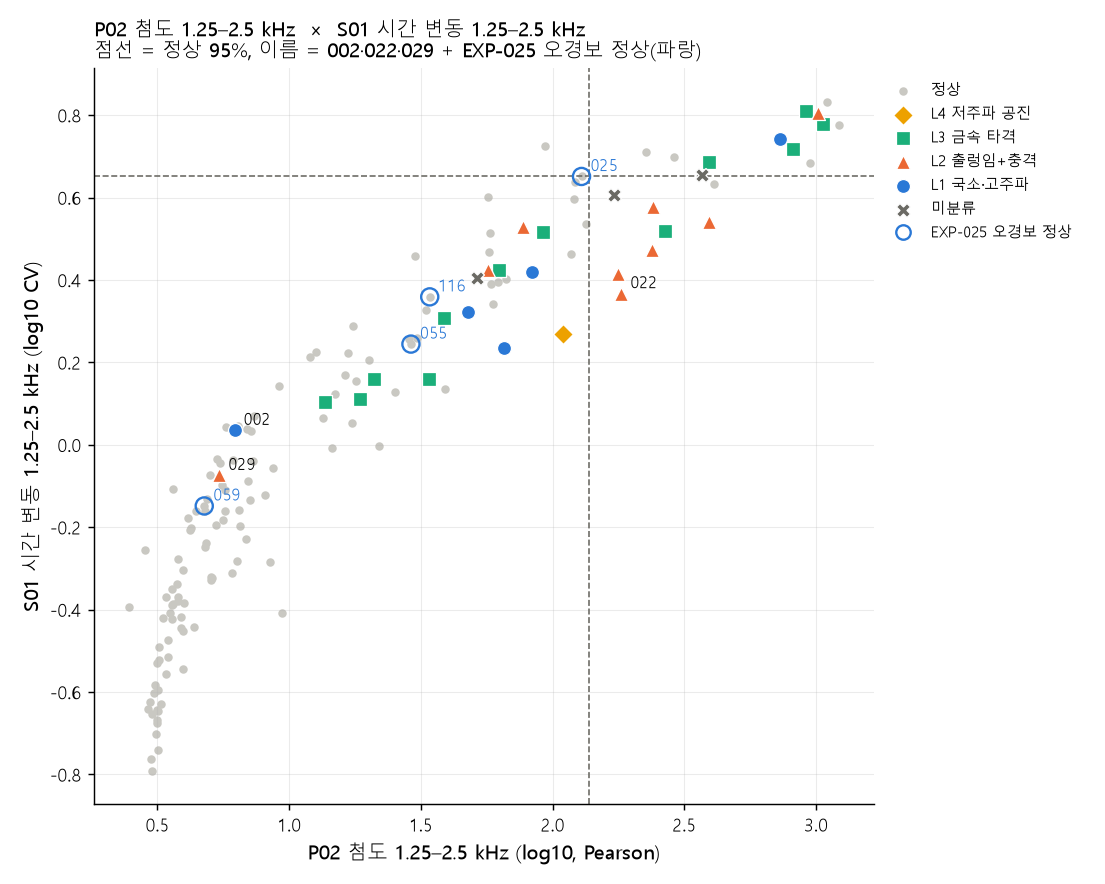 P02 첨도 1.25–2.5 kHz × S01 시간 변동 1.25–2.5 kHz
점선 = 정상 95%, 이름 = 002·022·029 + EXP-025 오경보 정상(파랑)
정상
L4 저주파 공진
L3 금속 타격
L2 출렁임+충격
L1 국소·고주파
미분류
EXP-025 오경보 정상
025
022
116
055
002
029
059
0.8
0.6
0.4
0.2
0.0
-0.2
-0.4
-0.6
-0.8
S01 시간 변동 1.25–2.5 kHz (log10 CV)
0.5 1.0 1.5 2.0 2.5 3.0
P02 첨도 1.25–2.5 kHz (log10, Pearson)